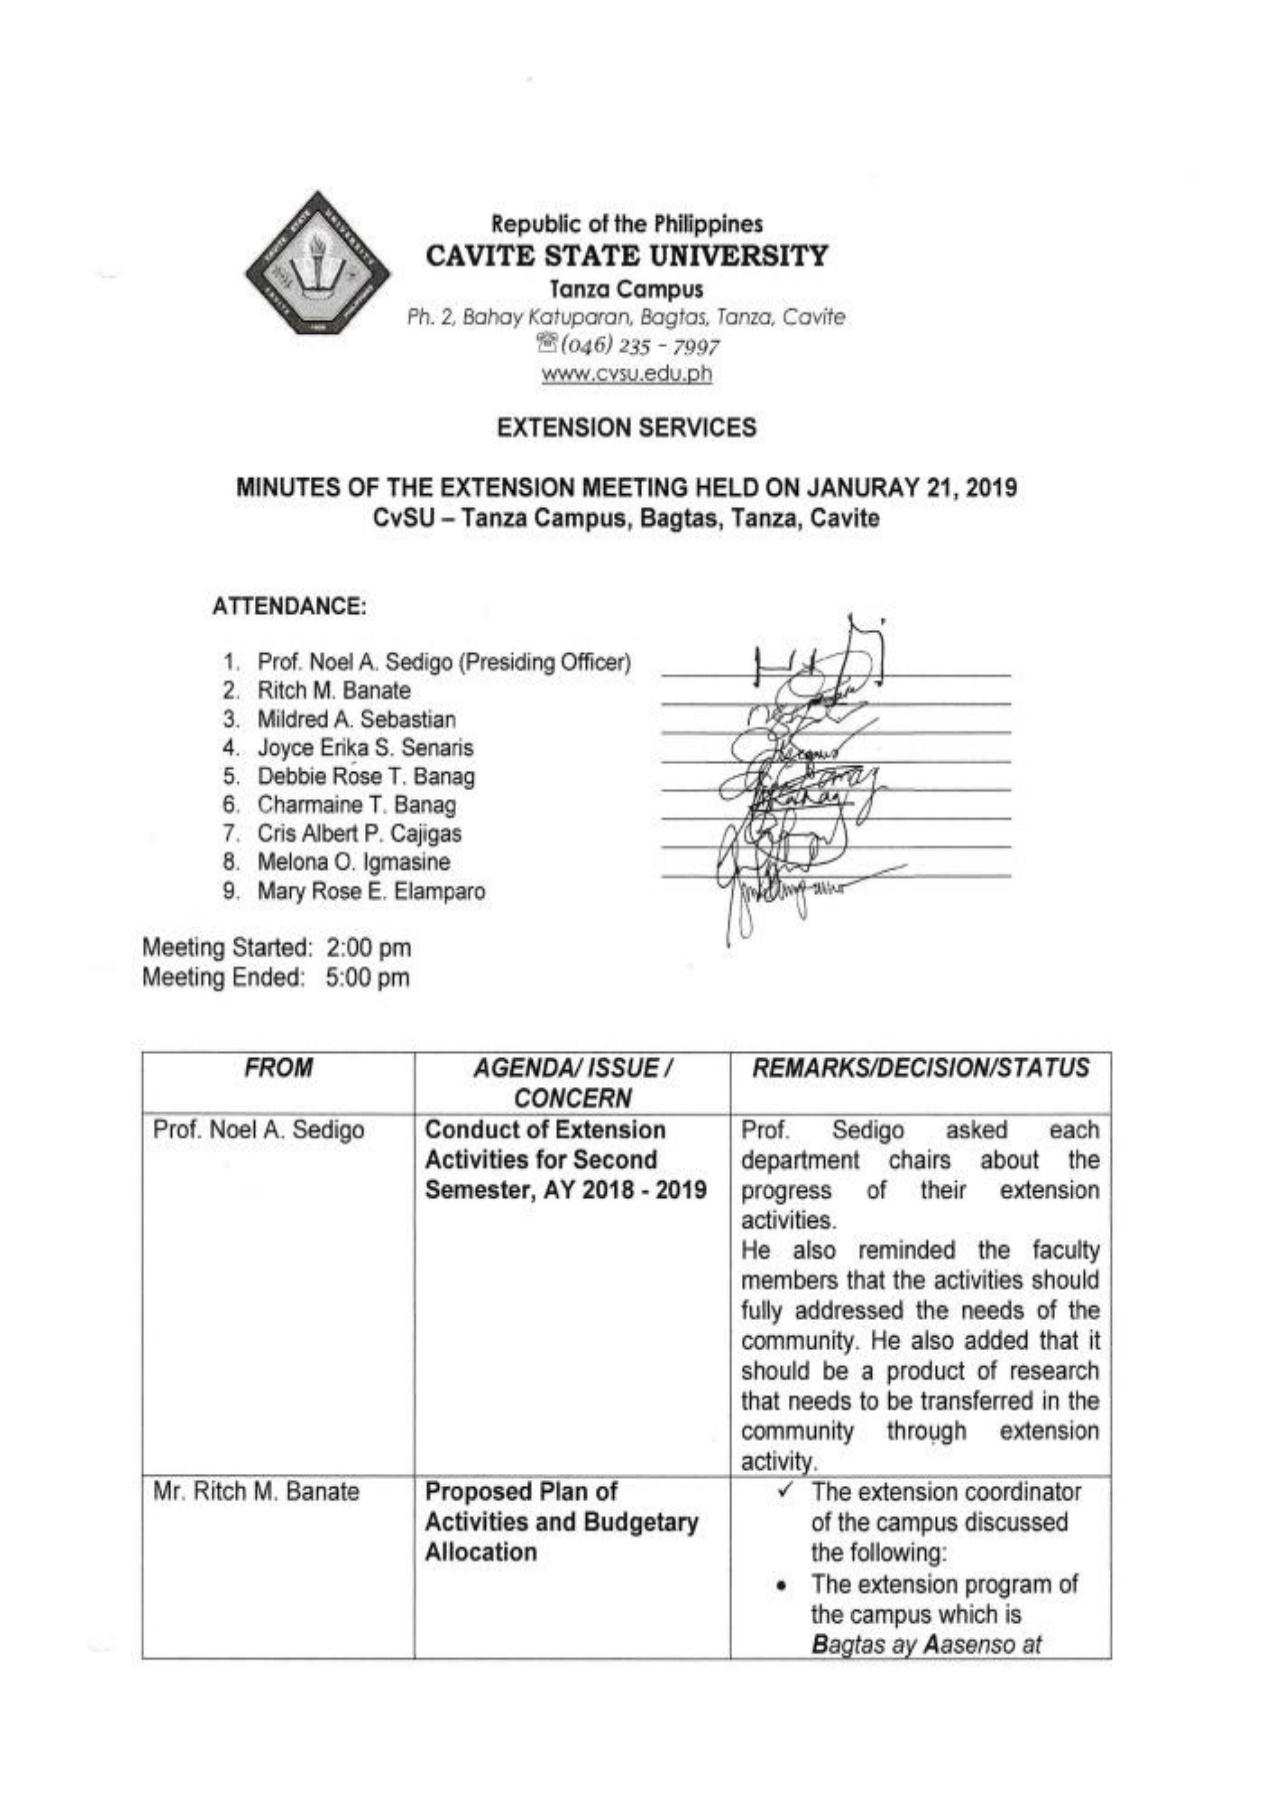 Republic of the Philippines
CAVITE STATE UNIVERSITY
Tanza Campus
Ph. 2, Bahay Katuparan, Bagtas, Tanza, Cavite
☏(046) 235 - 7997
www.cvsu.edu.ph
EXTENSION SERVICES
MINUTES OF THE EXTENSION MEETING HELD ON JANURAY 21, 2019
CvSU – Tanza Campus, Bagtas, Tanza, Cavite
ATTENDANCE:
1. Prof. Noel A. Sedigo (Presiding Officer)
2. Ritch M. Banate
3. Mildred A. Sebastian
4. Joyce Erika S. Senaris
5. Debbie Rose T. Banag
6. Charmaine T. Banag
7. Cris Albert P. Cajigas
8. Melona O. Igmasine
9. Mary Rose E. Elamparo
Meeting Started: 2:00 pm
Meeting Ended: 5:00 pm
FROM
AGENDA/ ISSUE /
CONCERN
REMARKS/DECISION/STATUS
Prof. Noel A. Sedigo
Conduct of Extension
Activities for Second
Semester, AY 2018 - 2019
Prof. Sedigo asked each
department chairs about the
progress of their extension
activities.
He also reminded the faculty
members that the activities should
fully addressed the needs of the
community. He also added that it
should be a product of research
that needs to be transferred in the
community through extension
activity.
Mr. Ritch M. Banate
Proposed Plan of
Activities and Budgetary
Allocation
✓ The extension coordinator
of the campus discussed
the following:
• The extension program of
the campus which is
Bagtas ay Aasenso at